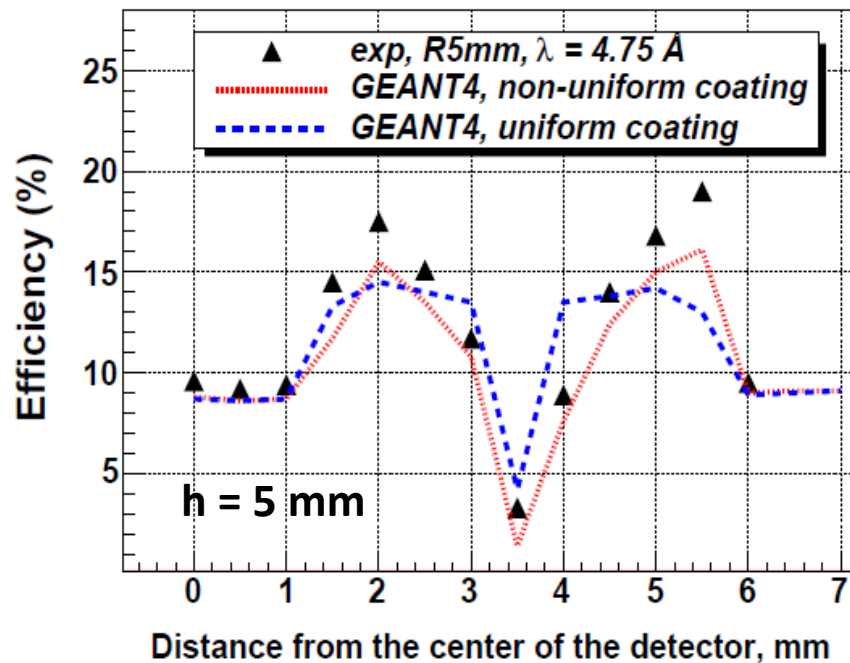 exp, R5mm, λ = 4.75 Å
GEANT4, non-uniform coating
GEANT4, uniform coating
Efficiency (%)
25
20
15
10
5
h = 5 mm
0 1 2 3 4 5 6 7
Distance from the center of the detector, mm